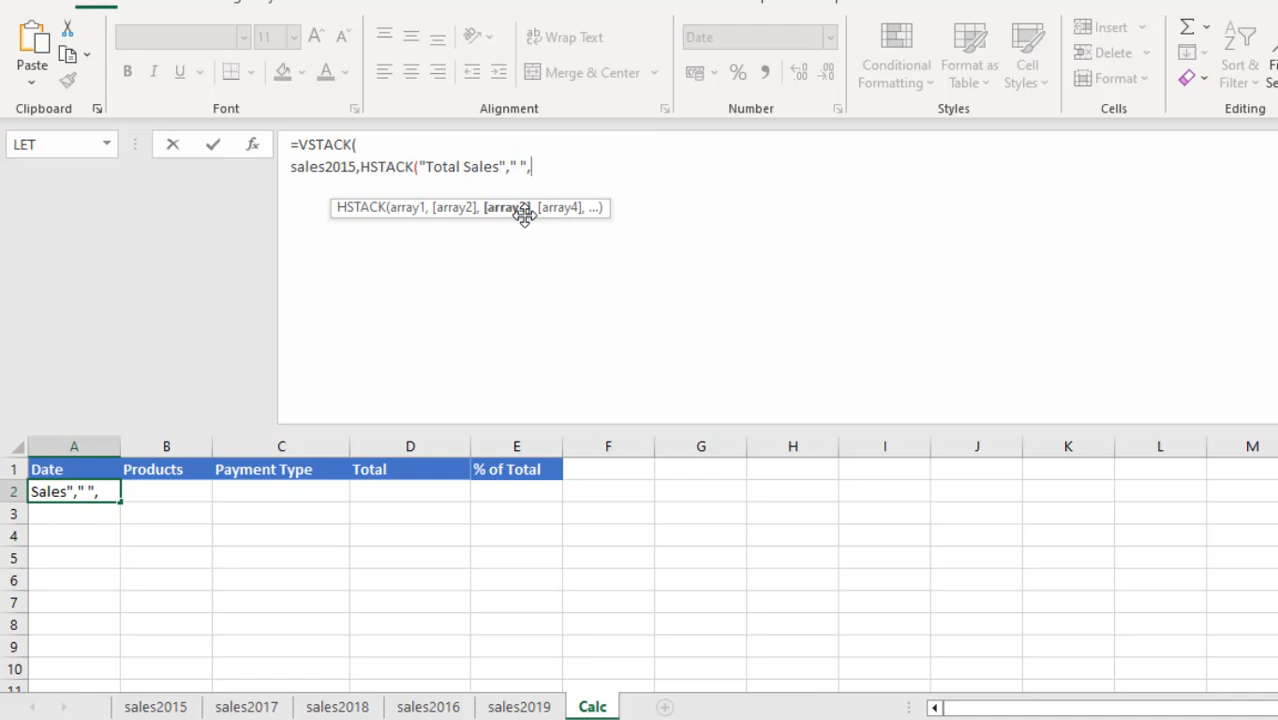 11
Wrap Text
Date
Insert
Paste
B I U A
Merge & Center
% ,
Conditional Formatting
Format as Table
Cell Styles
Delete
Format
Sort & Filter
Clipboard
Font
Alignment
Number
Styles
Cells
Editing
LET
fx
=VSTACK(
sales2015,HSTACK("Total Sales"," ",
HSTACK(array1, [array2], [array3], [array4], ...)
A B C D E F G H I J K L M
1 Date Products Payment Type Total % of Total
2 Sales"," ",
3
4
5
6
7
8
9
10
11
sales2015 sales2017 sales2018 sales2016 sales2019 Calc